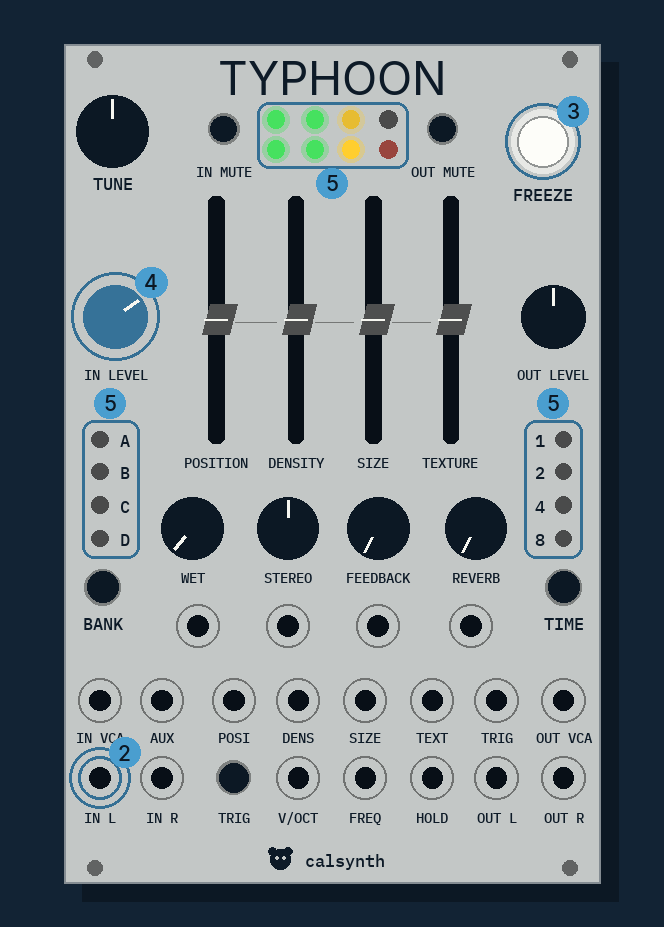 TYPHOON
3
TUNE
IN MUTE
OUT MUTE
5
FREEZE
4
IN LEVEL
OUT LEVEL
5
5
A
1
B
2
C
4
D
8
POSITION
DENSITY
SIZE
TEXTURE
WET
STEREO
FEEDBACK
REVERB
BANK
TIME
IN VCA
AUX
POSI
DENS
SIZE
TEXT
TRIG
OUT VCA
2
IN L
IN R
TRIG
V/OCT
FREQ
HOLD
OUT L
OUT R
calsynth